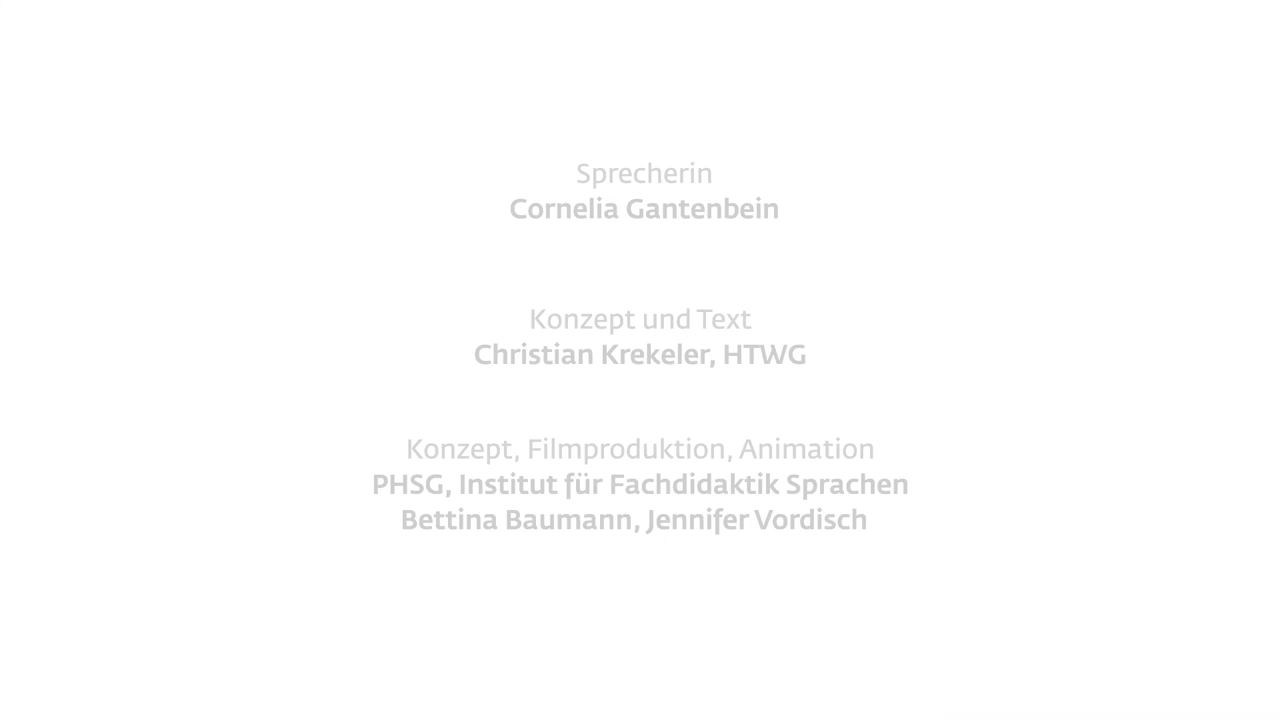 Sprecherin
Cornelia Gantenbein
Konzept und Text
Christian Krekeler, HTWG
Konzept, Filmproduktion, Animation
PHSG, Institut für Fachdidaktik Sprachen
Bettina Baumann, Jennifer Vordisch